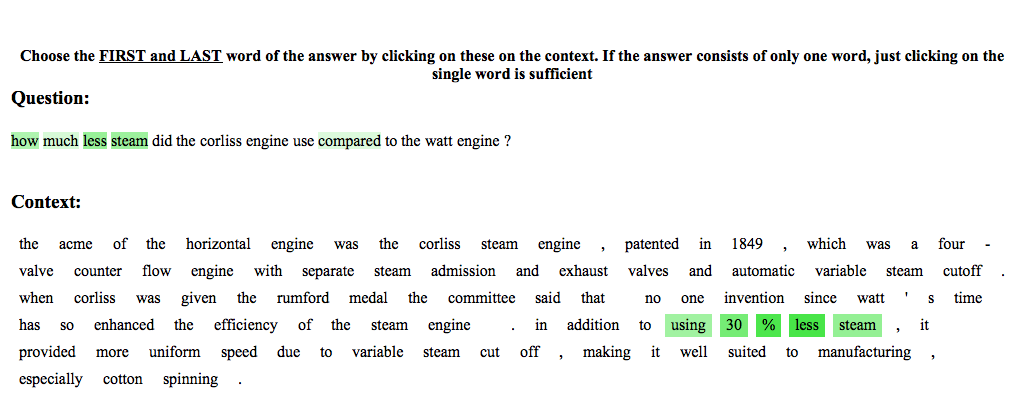 Choose the FIRST and LAST word of the answer by clicking on these on the context. If the answer consists of only one word, just clicking on the
single word is sufficient
Question:
how much less steam did the corliss engine use compared to the watt engine ?
Context:
the acme of the horizontal engine was the corliss steam engine , patented in 1849 , which was a four -
valve counter flow engine with separate steam admission and exhaust valves and automatic variable steam cutoff .
when corliss was given the rumford medal the committee said that no one invention since watt ' s time
has so enhanced the efficiency of the steam engine . in addition to using 30 % less steam , it
provided more uniform speed due to variable steam cut off , making it well suited to manufacturing ,
especially cotton spinning .